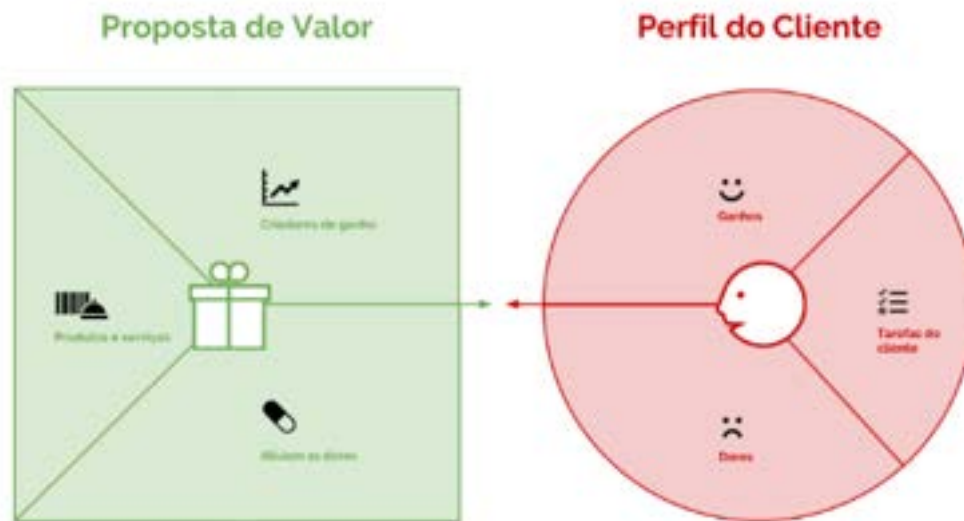 Proposta de Valor
Perfil do Cliente
Criadores de ganho
Ganhos
Produtos e serviços
Tarefas do
cliente
Aliviam as dores
Dores